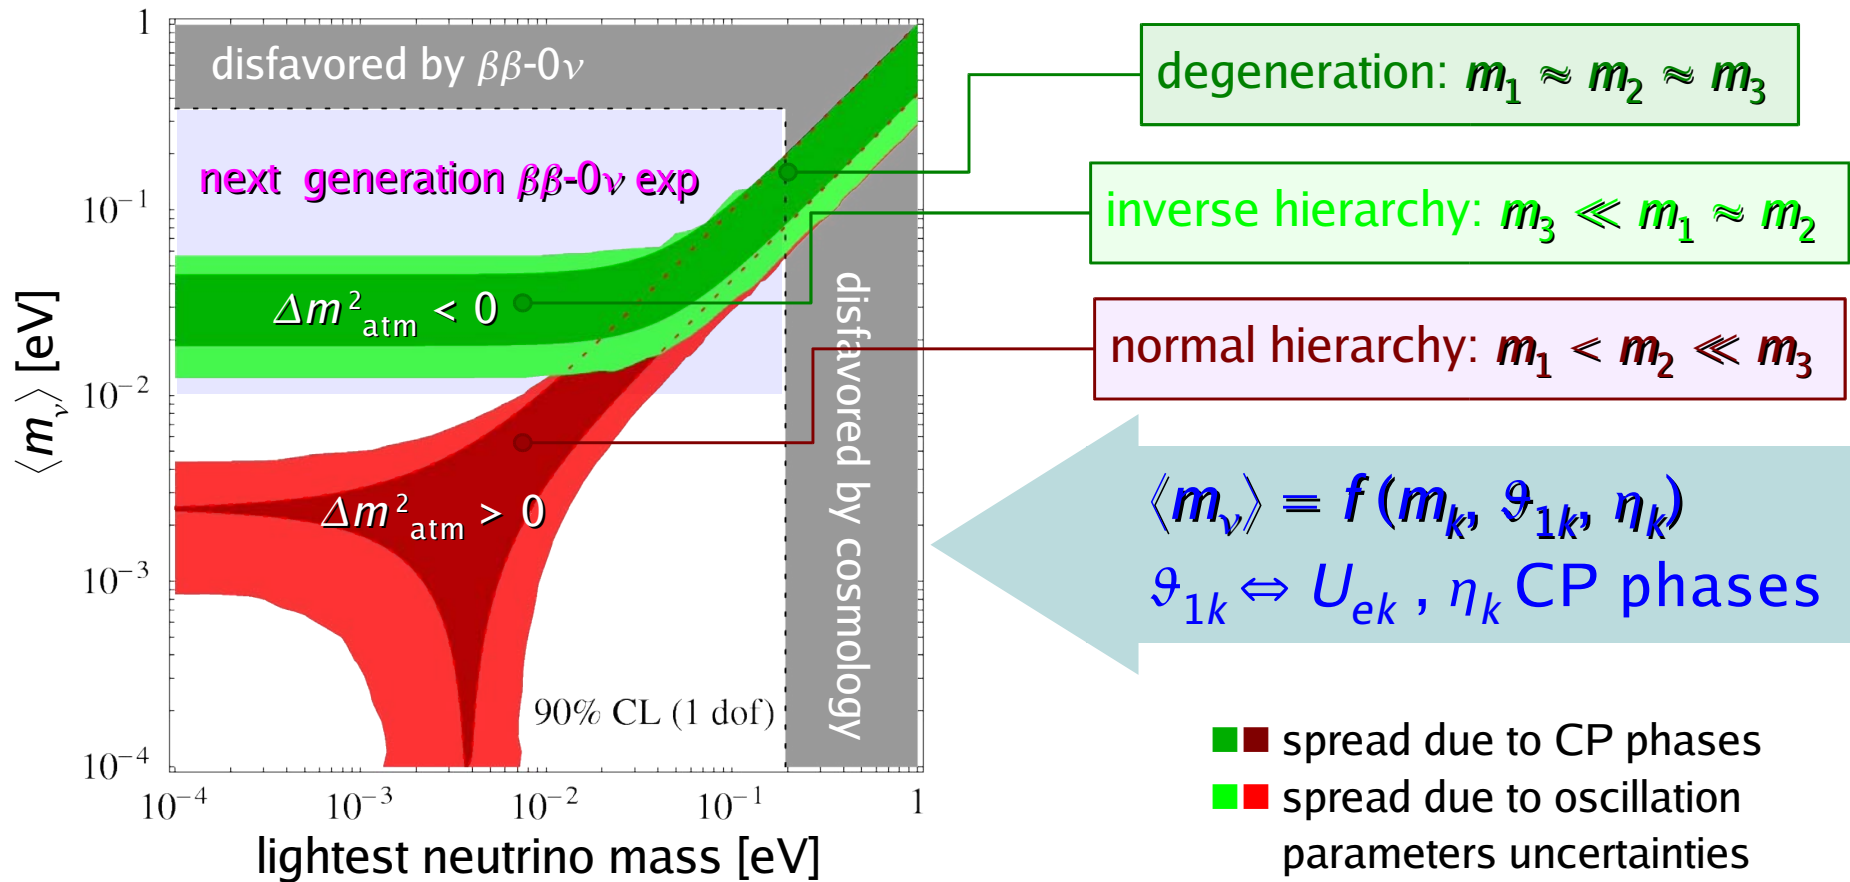 1
10⁻¹
10⁻²
10⁻³
10⁻⁴
⟨mᵥ⟩ [eV]
disfavored by ββ-0ν
next generation ββ-0ν exp
Δm²atm < 0
Δm²atm > 0
90% CL (1 dof)
disfavored by cosmology
10⁻⁴ 10⁻³ 10⁻² 10⁻¹ 1
lightest neutrino mass [eV]
degeneration: m₁ ≈ m₂ ≈ m₃
inverse hierarchy: m₃ ≪ m₁ ≈ m₂
normal hierarchy: m₁ < m₂ ≪ m₃
⟨mᵥ⟩ = f (mₖ, ϑ₁ₖ, ηₖ)
ϑ₁ₖ ⇔ Uₑₖ , ηₖ CP phases
spread due to CP phases
spread due to oscillation
parameters uncertainties